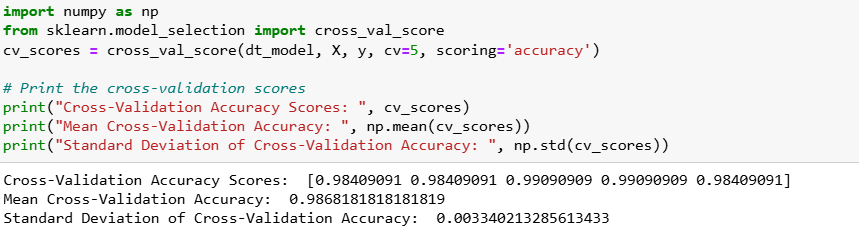 import numpy as np
from sklearn.model_selection import cross_val_score
cv_scores = cross_val_score(dt_model, X, y, cv=5, scoring='accuracy')
# Print the cross-validation scores
print("Cross-Validation Accuracy Scores: ", cv_scores)
print("Mean Cross-Validation Accuracy: ", np.mean(cv_scores))
print("Standard Deviation of Cross-Validation Accuracy: ", np.std(cv_scores))
Cross-Validation Accuracy Scores:  [0.98409091 0.98409091 0.99090909 0.99090909 0.98409091]
Mean Cross-Validation Accuracy:  0.9868181818181819
Standard Deviation of Cross-Validation Accuracy:  0.003340213285613433